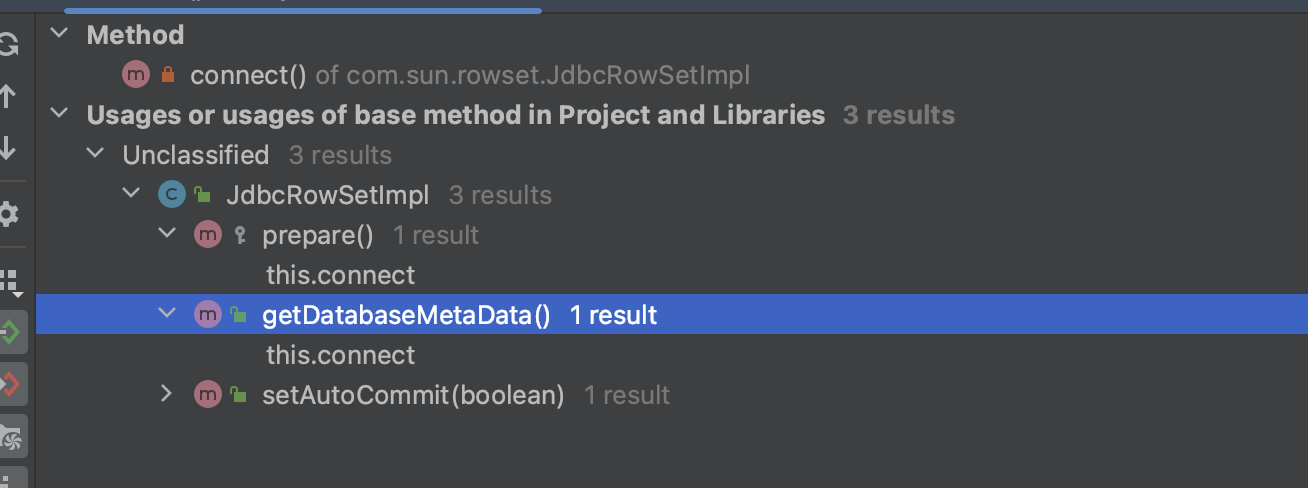 Method
m connect() of com.sun.rowset.JdbcRowSetImpl
Usages or usages of base method in Project and Libraries 3 results
Unclassified 3 results
C JdbcRowSetImpl 3 results
m prepare() 1 result
this.connect
m getDatabaseMetaData() 1 result
this.connect
m setAutoCommit(boolean) 1 result